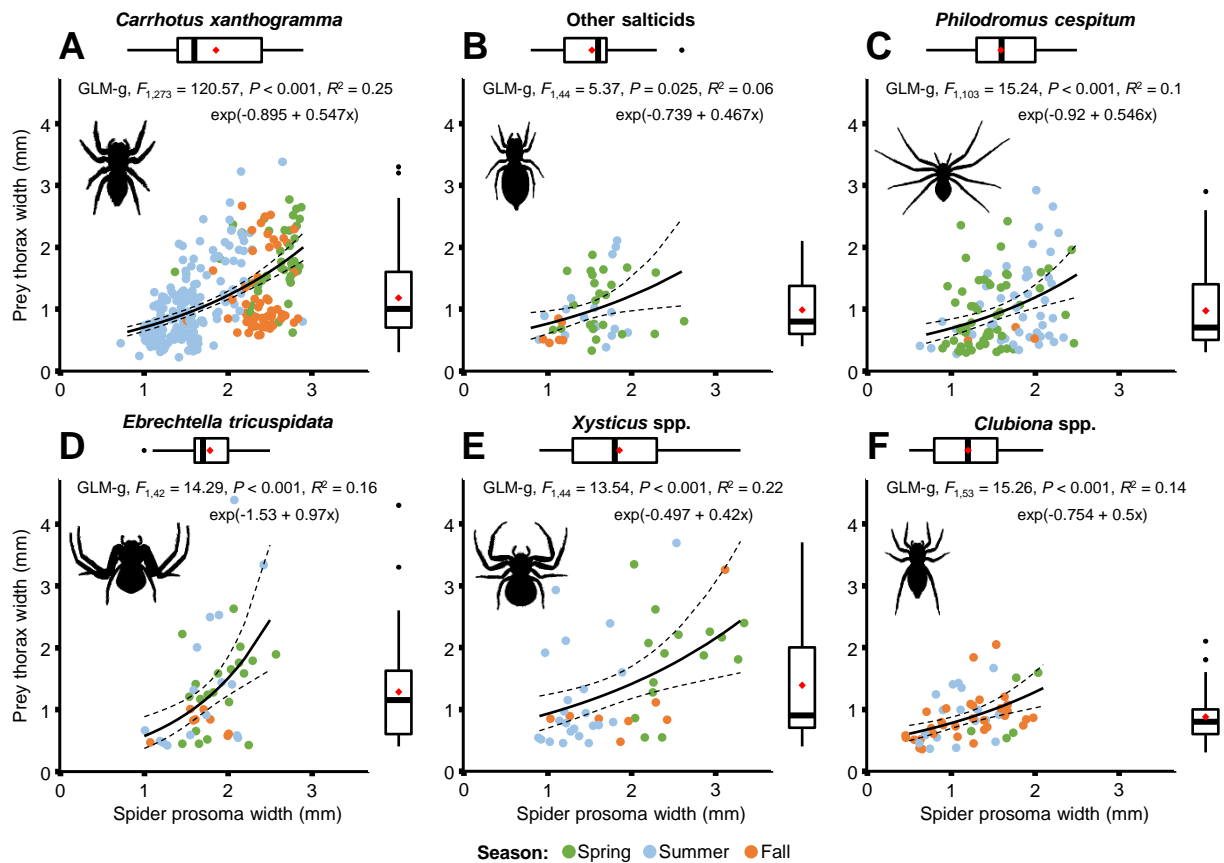 Carrhotus xanthogramma
Other salticids
Philodromus cespitum
A
B
C
GLM-g, F1,273 = 120.57, P < 0.001, R² = 0.25
exp(-0.895 + 0.547x)
GLM-g, F1,44 = 5.37, P = 0.025, R² = 0.06
exp(-0.739 + 0.467x)
GLM-g, F1,103 = 15.24, P < 0.001, R² = 0.1
exp(-0.92 + 0.546x)
Prey thorax width (mm)
4
3
2
1
0
0 1 2 3
4
3
2
1
0
0 1 2 3
4
3
2
1
0
0 1 2 3
Ebrechtella tricuspidata
Xysticus spp.
Clubiona spp.
D
E
F
GLM-g, F1,42 = 14.29, P < 0.001, R² = 0.16
exp(-1.53 + 0.97x)
GLM-g, F1,44 = 13.54, P < 0.001, R² = 0.22
exp(-0.497 + 0.42x)
GLM-g, F1,53 = 15.26, P < 0.001, R² = 0.14
exp(-0.754 + 0.5x)
Prey thorax width (mm)
4
3
2
1
0
0 1 2 3
Spider prosoma width (mm)
4
3
2
1
0
0 1 2 3
Spider prosoma width (mm)
4
3
2
1
0
0 1 2 3
Spider prosoma width (mm)
Season: Spring Summer Fall